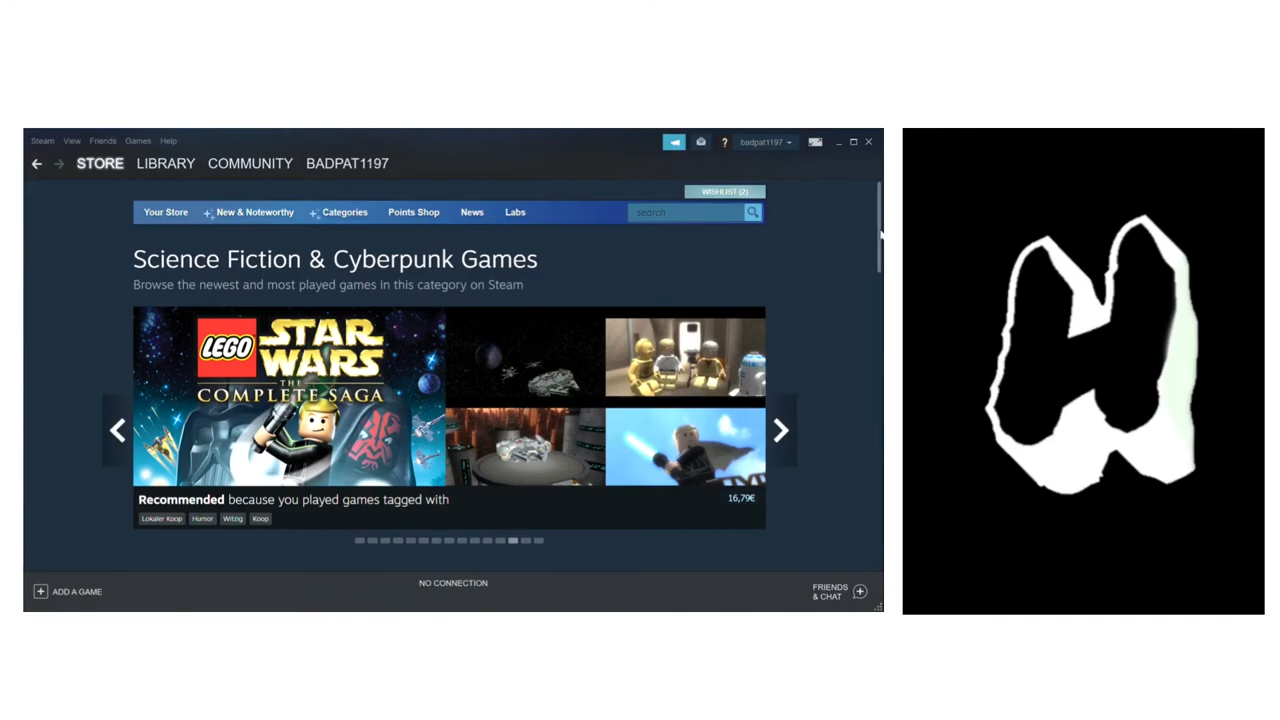 Steam View Friends Games Help
? badpat1197
STORE LIBRARY COMMUNITY BADPAT1197
WISHLIST (2)
Your Store New & Noteworthy Categories Points Shop News Labs
search
Science Fiction & Cyberpunk Games
Browse the newest and most played games in this category on Steam
LEGO
STAR
WARS
THE
COMPLETE SAGA
Recommended because you played games tagged with
16,79€
Lokaler Koop Humor Witzig Koop
ADD A GAME
NO CONNECTION
FRIENDS
& CHAT